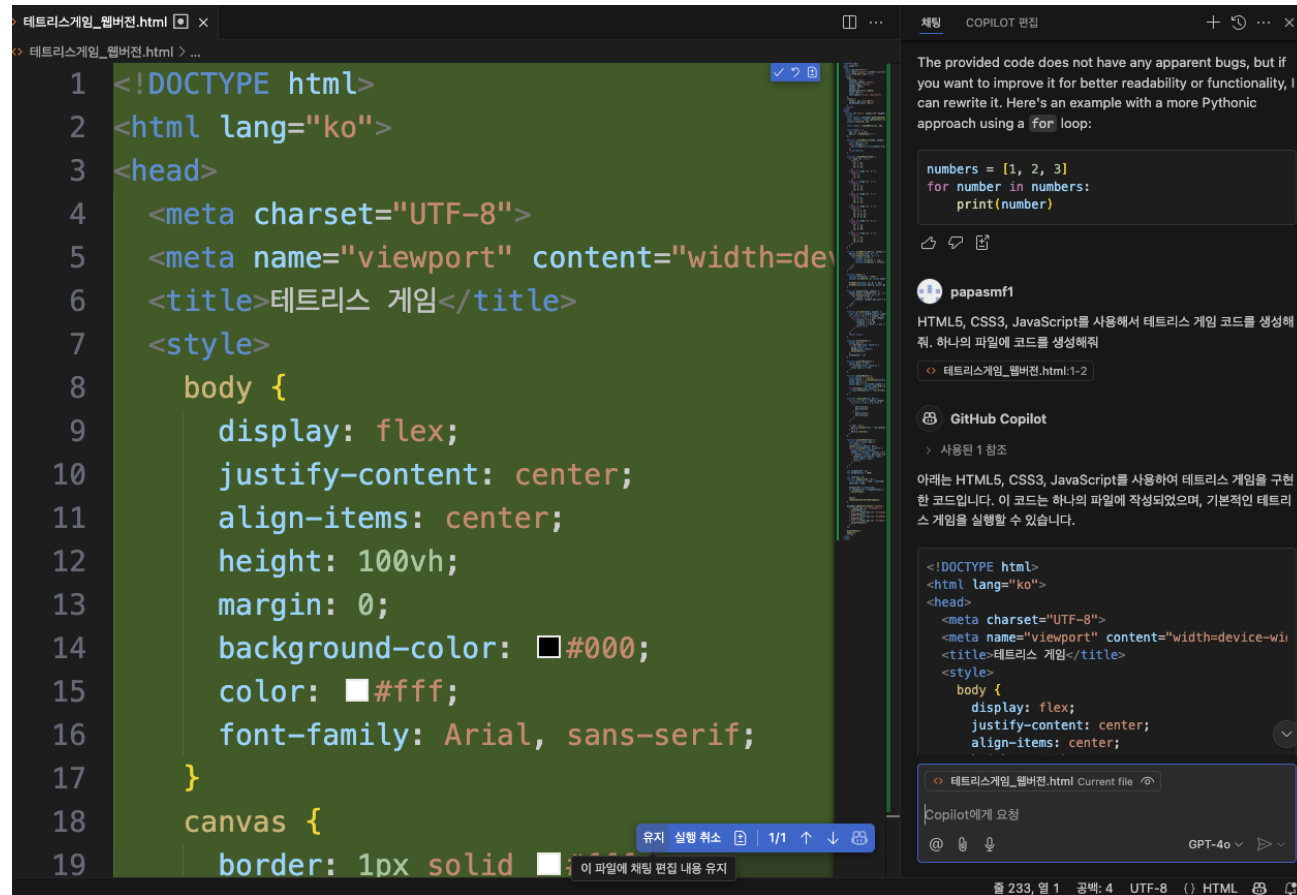 테트리스게임_웹버전.html
채팅 COPILOT 편집
테트리스게임_웹버전.html > ...
1 <!DOCTYPE html>
2 <html lang="ko">
3 <head>
4 <meta charset="UTF-8">
5 <meta name="viewport" content="width=dev
6 <title>테트리스 게임</title>
7 <style>
8 body {
9 display: flex;
10 justify-content: center;
11 align-items: center;
12 height: 100vh;
13 margin: 0;
14 background-color: #000;
15 color: #fff;
16 font-family: Arial, sans-serif;
17 }
18 canvas {
19 border: 1px solid
유지 실행 취소 1/1
이 파일에 채팅 편집 내용 유지
The provided code does not have any apparent bugs, but if
you want to improve it for better readability or functionality, I
can rewrite it. Here's an example with a more Pythonic
approach using a for loop:
numbers = [1, 2, 3]
for number in numbers:
print(number)
papasmf1
HTML5, CSS3, JavaScript를 사용해서 테트리스 게임 코드를 생성해
줘. 하나의 파일에 코드를 생성해줘
테트리스게임_웹버전.html:1-2
GitHub Copilot
> 사용된 1 참조
아래는 HTML5, CSS3, JavaScript를 사용하여 테트리스 게임을 구현
한 코드입니다. 이 코드는 하나의 파일에 작성되었으며, 기본적인 테트리
스 게임을 실행할 수 있습니다.
<!DOCTYPE html>
<html lang="ko">
<head>
<meta charset="UTF-8">
<meta name="viewport" content="width=device-wi
<title>테트리스 게임</title>
<style>
body {
display: flex;
justify-content: center;
align-items: center;
테트리스게임_웹버전.html Current file
Copilot에게 요청
@ GPT-4o
줄 233, 열 1 공백: 4 UTF-8 {} HTML